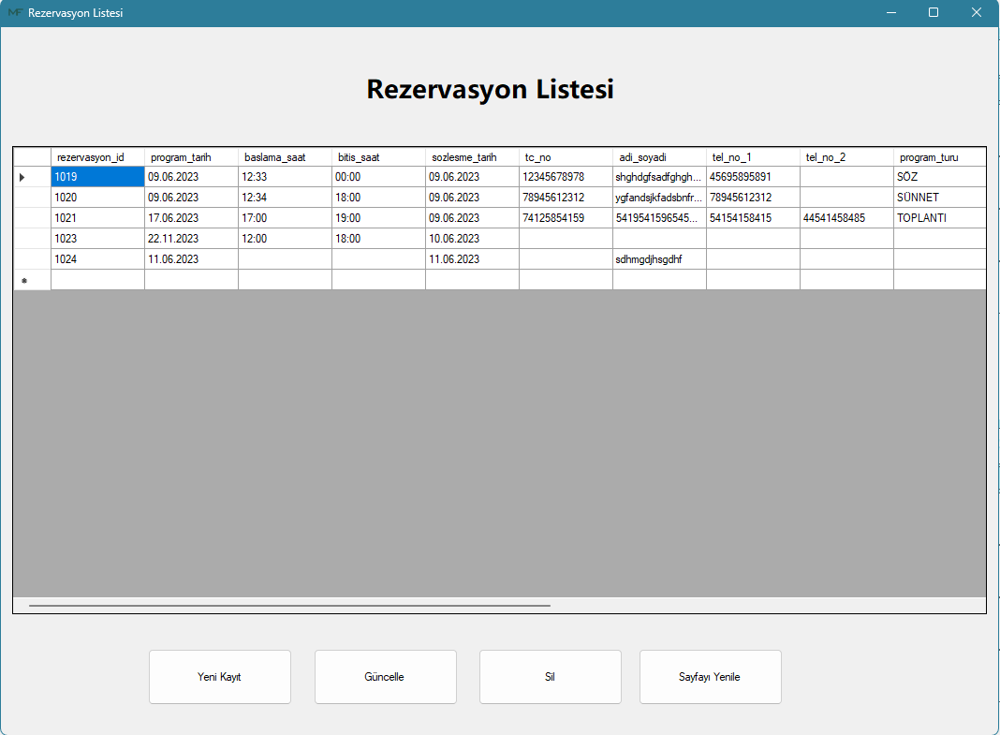 MF Rezervasyon Listesi
Rezervasyon Listesi
rezervasyon_id program_tarih baslama_saat bitis_saat sozlesme_tarih tc_no adi_soyadi tel_no_1 tel_no_2 program_turu
1019 09.06.2023 12:33 00:00 09.06.2023 12345678978 shghdgfsadfghgh... 45695895891 SÖZ
1020 09.06.2023 12:34 18:00 09.06.2023 78945612312 ygfandsjkfadsbnfr... 78945612312 SÜNNET
1021 17.06.2023 17:00 19:00 09.06.2023 74125854159 5419541596545... 54154158415 44541458485 TOPLANTI
1023 22.11.2023 12:00 18:00 10.06.2023
1024 11.06.2023 11.06.2023 sdhmgdjhsgdhf
Yeni Kayıt Güncelle Sil Sayfayı Yenile